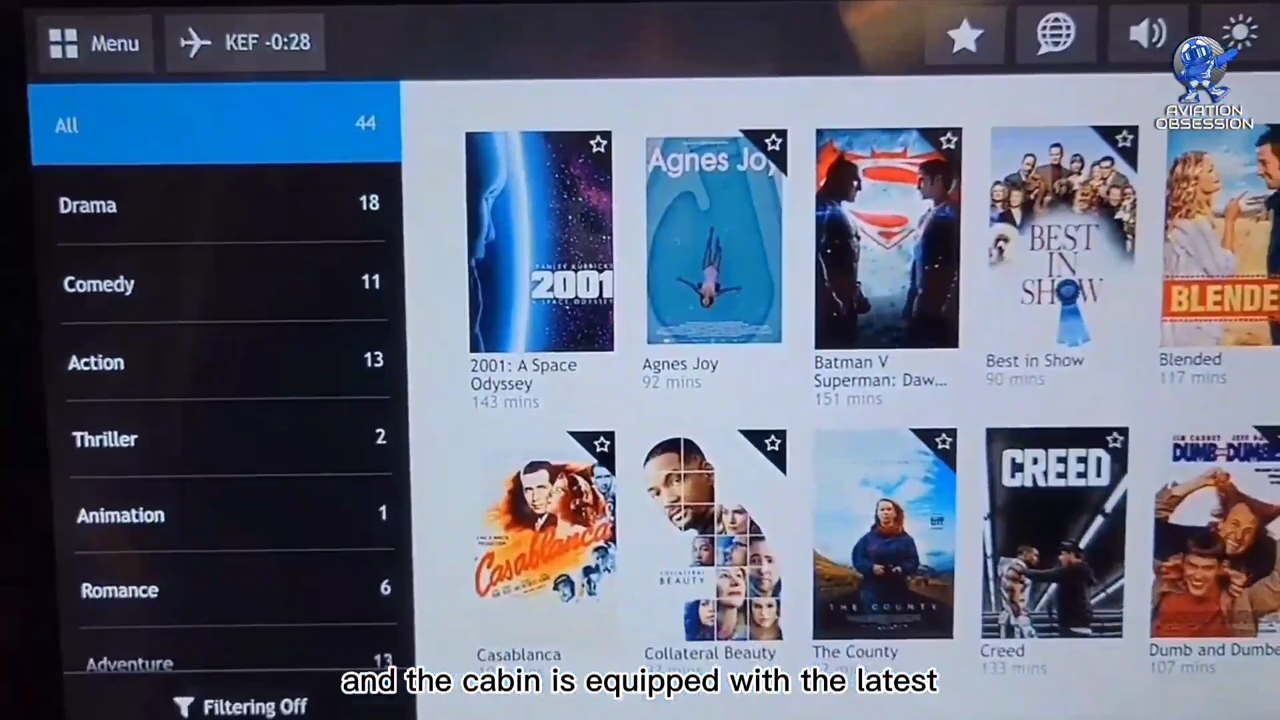 Menu
KEF -0:28
AVIATION
OBSESSION
All 44
Drama 18
Comedy 11
Action 13
Thriller 2
Animation 1
Romance 6
Adventure 13
Filtering Off
2001
2001: A Space
Odyssey
143 mins
Agnes Joy
Agnes Joy
92 mins
Batman V
Superman: Daw...
151 mins
BEST
IN
SHOW
Best in Show
90 mins
BLENDE
Blended
117 mins
Casablanca
Casablanca
COLLATERAL
BEAUTY
Collateral Beauty
THE COUNTY
The County
CREED
Creed
133 mins
DUMB
Dumb and Dumbe
107 mins
and the cabin is equipped with the latest